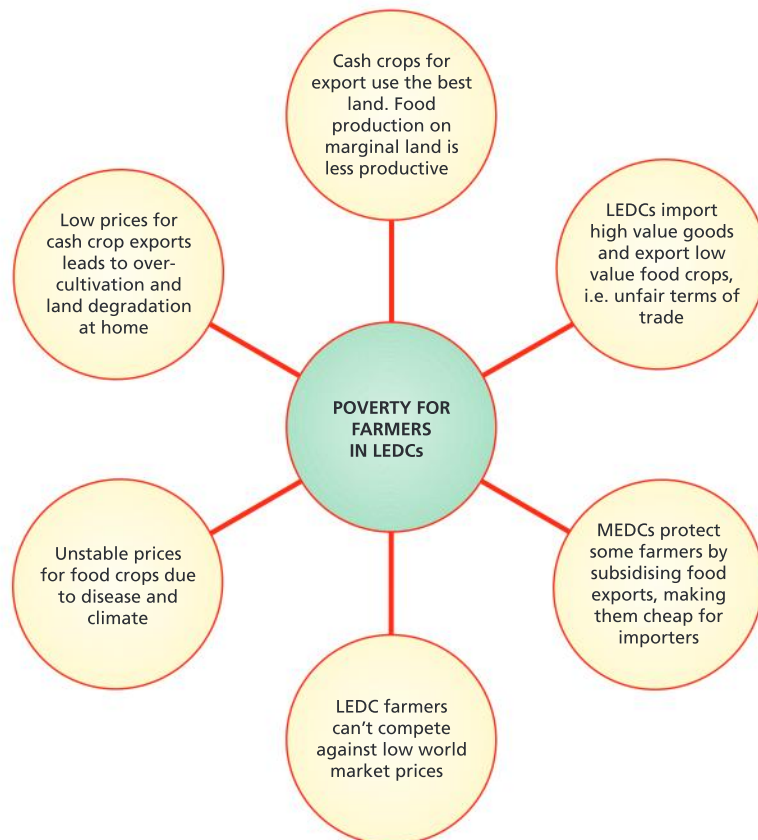 Cash crops for
export use the best
land. Food
production on
marginal land is
less productive
LEDCs import
high value goods
and export low
value food crops,
i.e. unfair terms of
trade
Low prices for
cash crop exports
leads to over-
cultivation and
land degradation
at home
POVERTY FOR
FARMERS
IN LEDCs
MEDCs protect
some farmers by
subsidising food
exports, making
them cheap for
importers
Unstable prices
for food crops due
to disease and
climate
LEDC farmers
can't compete
against low world
market prices